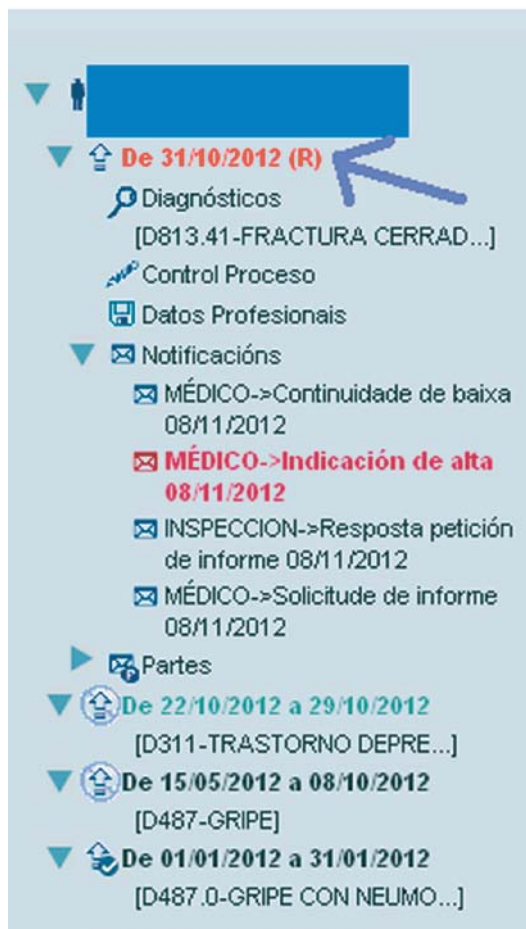 De 31/10/2012 (R)
Diagnósticos
[D813.41-FRACTURA CERRAD...]
Control Proceso
Datos Profesionais
Notificacións
MÉDICO->Continuidade de baixa
08/11/2012
MÉDICO->Indicación de alta
08/11/2012
INSPECCION->Resposta petición
de informe 08/11/2012
MÉDICO->Solicitude de informe
08/11/2012
Partes
De 22/10/2012 a 29/10/2012
[D311-TRASTORNO DEPRE...]
De 15/05/2012 a 08/10/2012
[D487-GRIPE]
De 01/01/2012 a 31/01/2012
[D487.0-GRIPE CON NEUMO...]